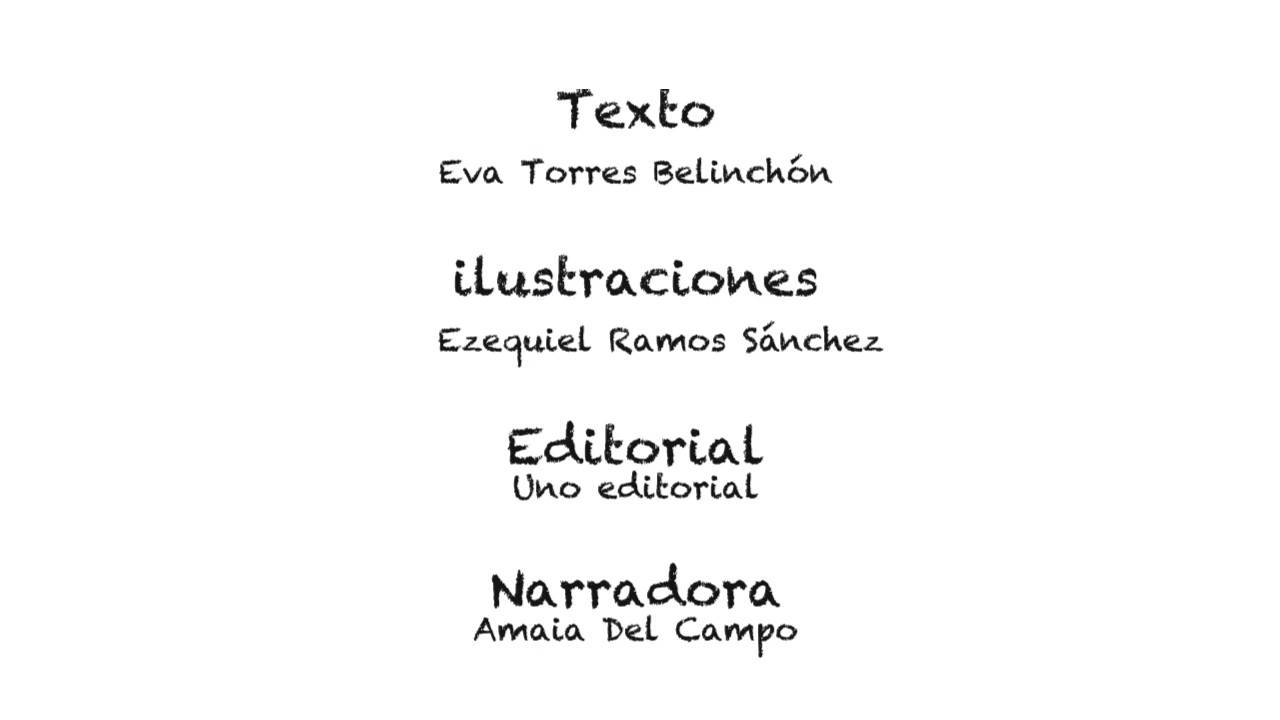 Texto
Eva Torres Belinchón
ilustraciones
Ezequiel Ramos Sánchez
Editorial
Uno editorial
Narradora
Amaia Del Campo